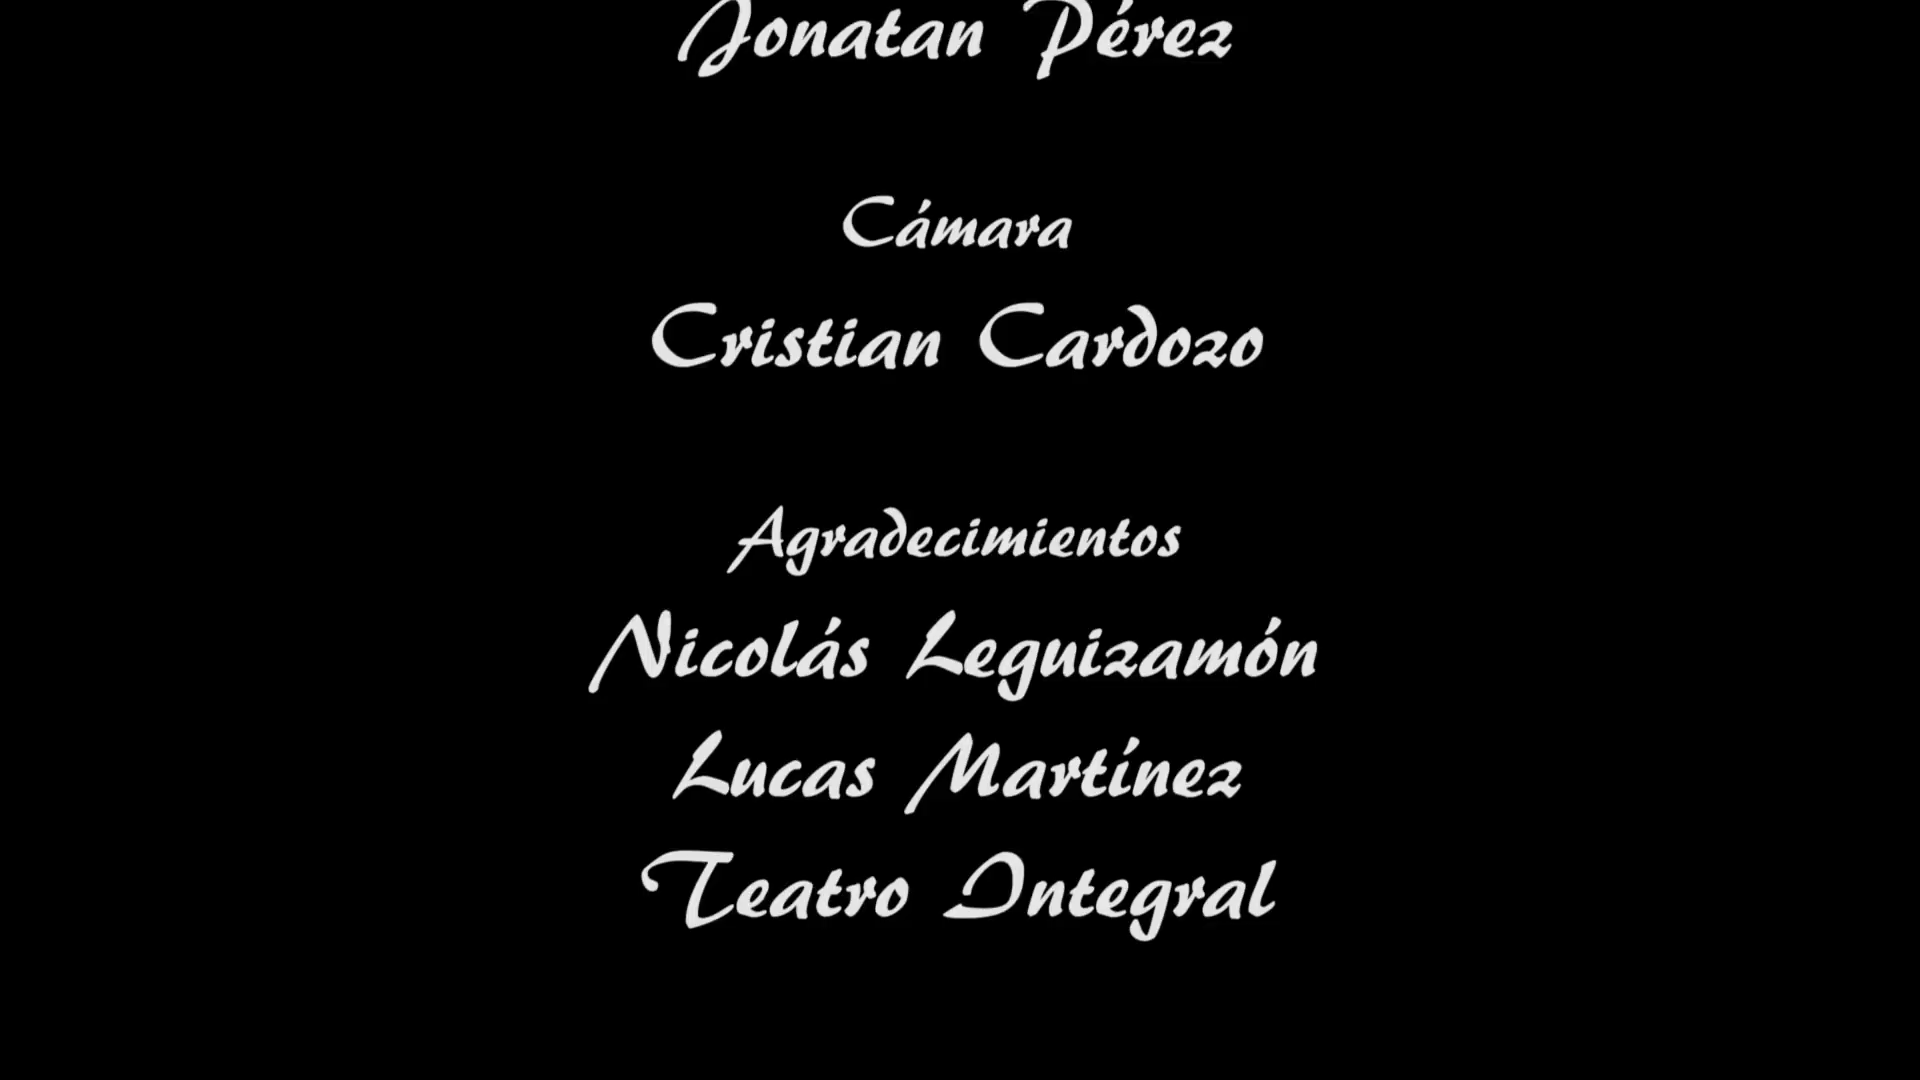 Jonatan Pérez
Cámara
Cristian Cardozo
Agradecimientos
Nicolás Leguizamón
Lucas Martínez
Teatro Integral